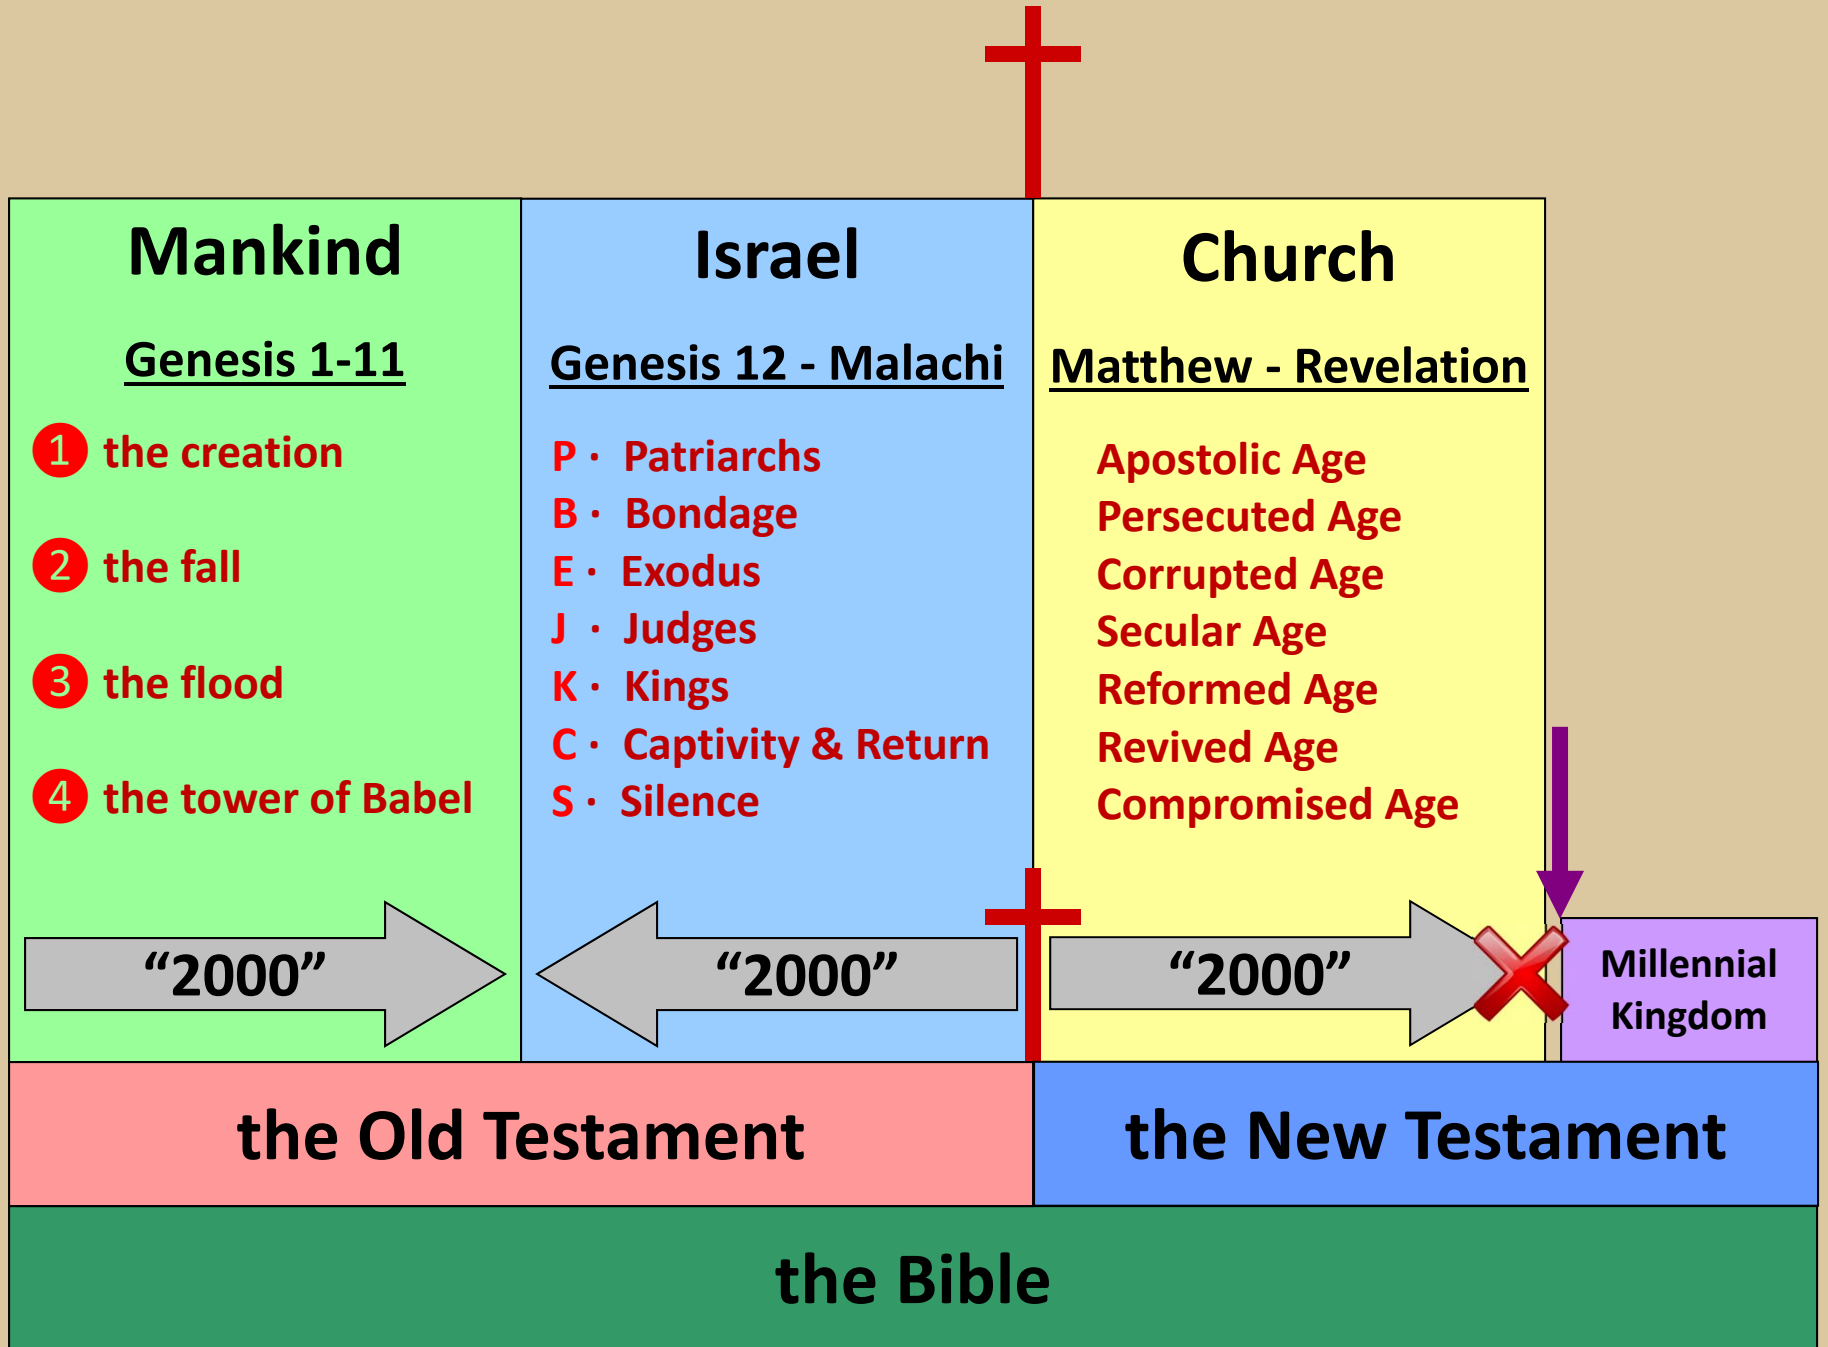 Mankind
Genesis 1-11
1 the creation
2 the fall
3 the flood
4 the tower of Babel
“2000”
Israel
Genesis 12 - Malachi
P · Patriarchs
B · Bondage
E · Exodus
J · Judges
K · Kings
C · Captivity & Return
S · Silence
“2000”
Church
Matthew - Revelation
Apostolic Age
Persecuted Age
Corrupted Age
Secular Age
Reformed Age
Revived Age
Compromised Age
“2000”
Millennial
Kingdom
the Old Testament
the New Testament
the Bible